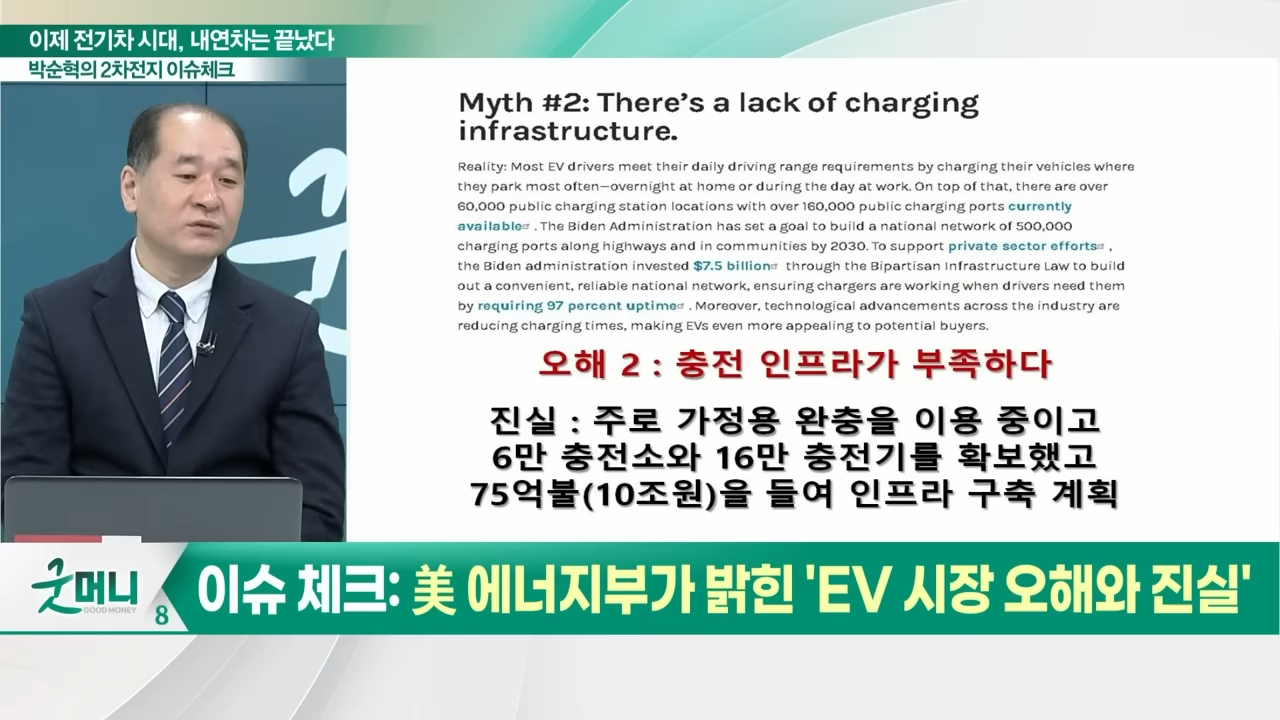 이제 전기차 시대, 내연차는 끝났다
박순혁의 2차전지 이슈체크
Myth #2: There's a lack of charging
infrastructure.
Reality: Most EV drivers meet their daily driving range requirements by charging their vehicles where
they park most often—overnight at home or during the day at work. On top of that, there are over
60,000 public charging station locations with over 160,000 public charging ports currently
available . The Biden Administration has set a goal to build a national network of 500,000
charging ports along highways and in communities by 2030. To support private sector efforts ,
the Biden administration invested $7.5 billion through the Bipartisan Infrastructure Law to build
out a convenient, reliable national network, ensuring chargers are working when drivers need them
by requiring 97 percent uptime . Moreover, technological advancements across the industry are
reducing charging times, making EVs even more appealing to potential buyers.
오해 2 : 충전 인프라가 부족하다
진실 : 주로 가정용 완충을 이용 중이고
6만 충전소와 16만 충전기를 확보했고
75억불(10조원)을 들여 인프라 구축 계획
굿머니
GOOD MONEY
8
이슈 체크: 美 에너지부가 밝힌 'EV 시장 오해와 진실'